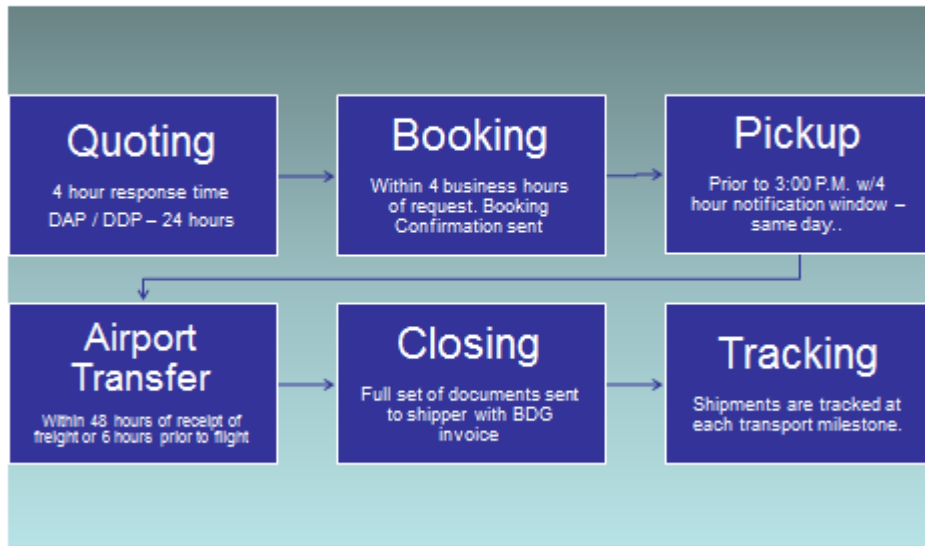 Quoting
4 hour response time
DAP / DDP – 24 hours
Booking
Within 4 business hours
of request. Booking
Confirmation sent
Pickup
Prior to 3:00 P.M. w/4
hour notification window –
same day..
Airport
Transfer
Within 48 hours of receipt of
freight or 6 hours prior to flight
Closing
Full set of documents sent
to shipper with BDG
invoice
Tracking
Shipments are tracked at
each transport milestone.